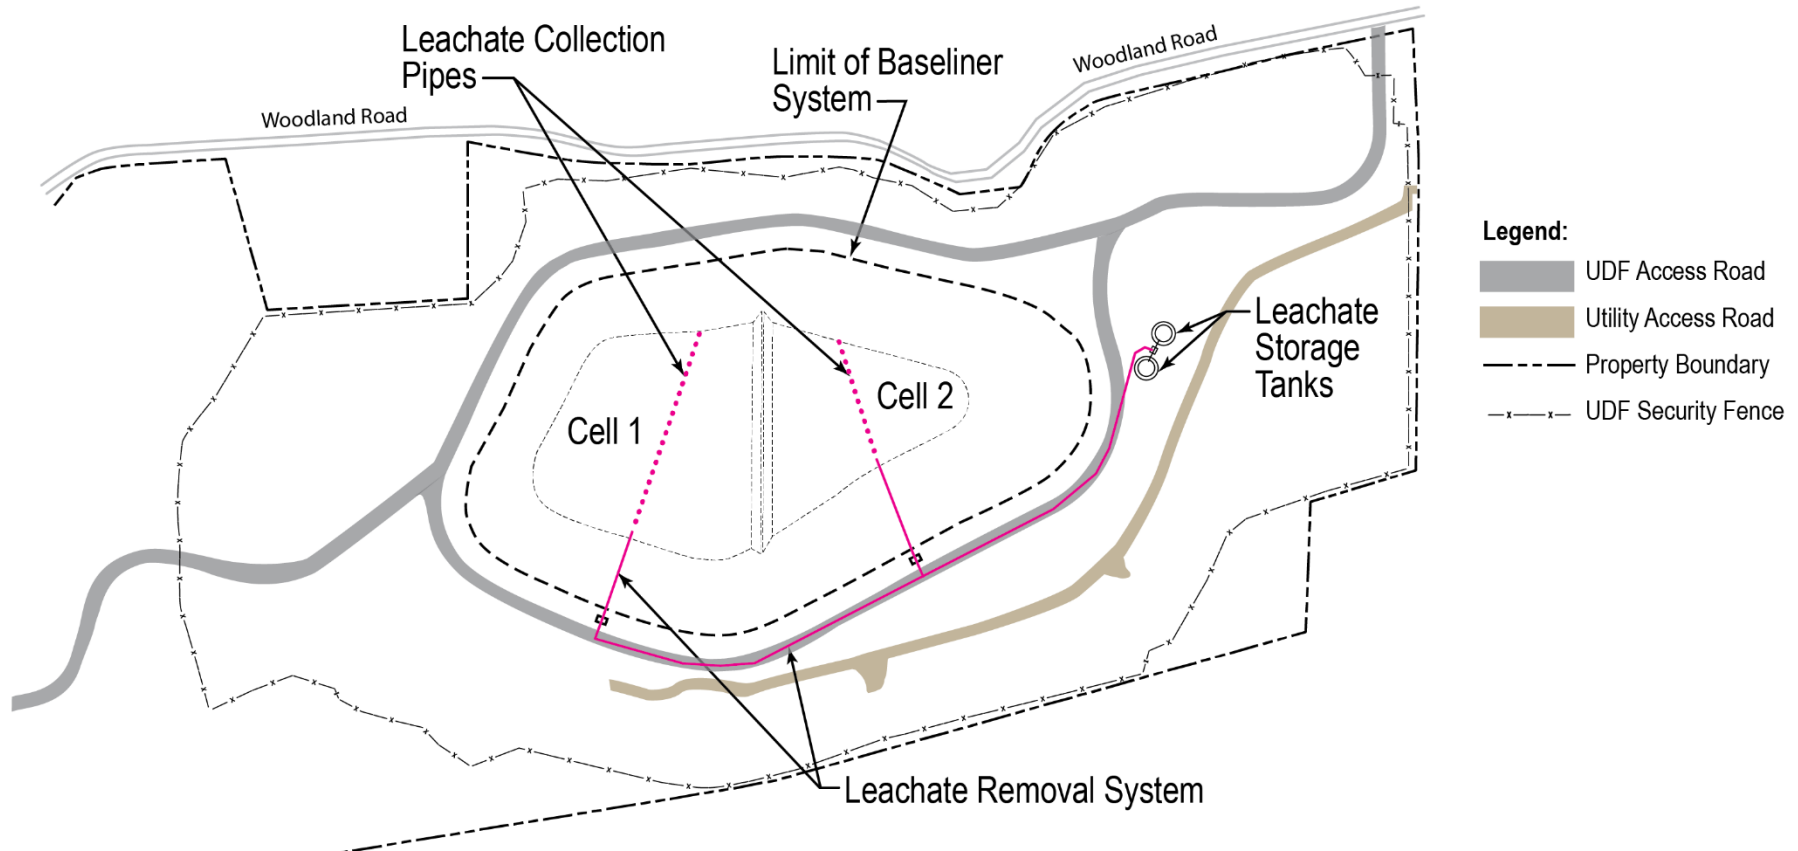 Leachate Collection
Pipes
Limit of Baseliner
System
Woodland Road
Woodland Road
Cell 1
Cell 2
Leachate
Storage
Tanks
Leachate Removal System
Legend:
UDF Access Road
Utility Access Road
Property Boundary
UDF Security Fence